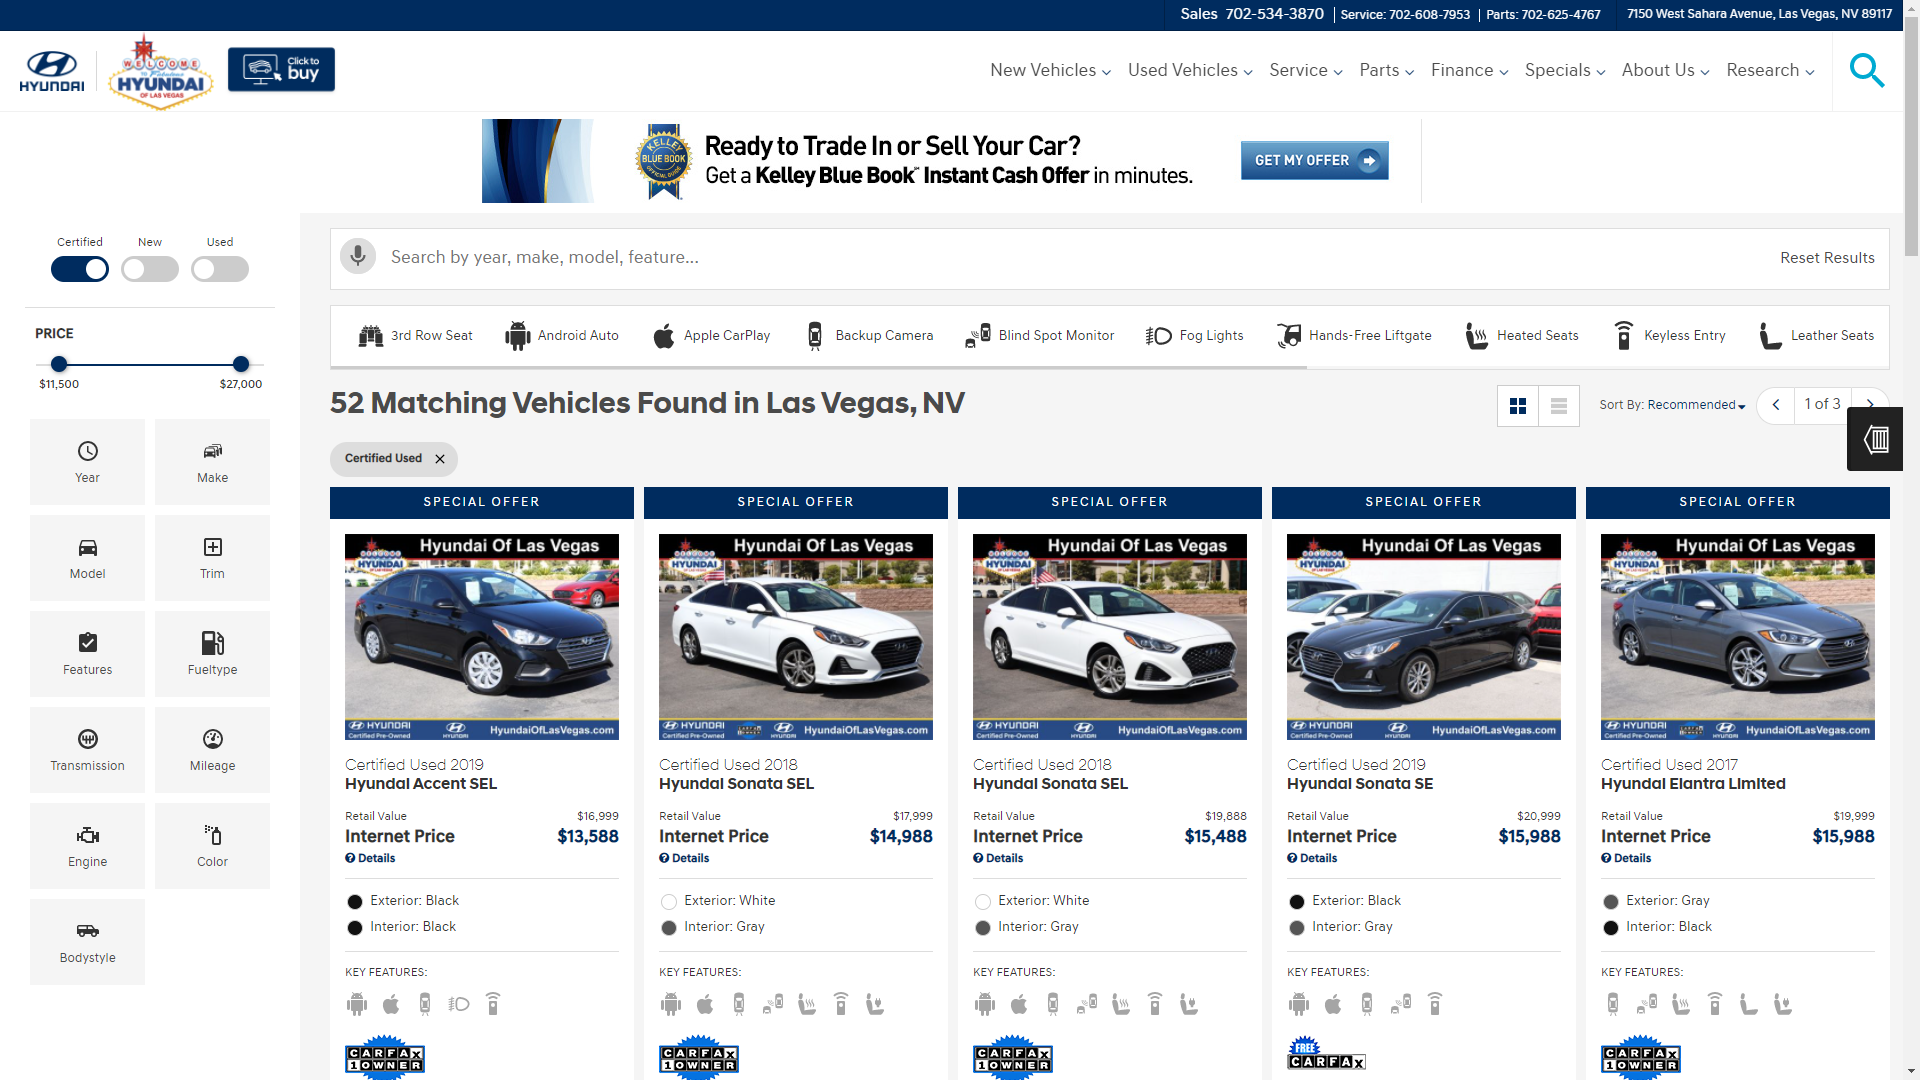 Sales 702-534-3870 Service: 702-608-7953 Parts: 702-625-4767 7150 West Sahara Avenue, Las Vegas, NV 89117
HYUNDAI
WELCOME
TO Fabulous
HYUNDAI
OF LAS VEGAS
Click to
buy
New Vehicles Used Vehicles Service Parts Finance Specials About Us Research
KELLEY
BLUE BOOK
OFFICIAL GUIDE
Ready to Trade In or Sell Your Car?
Get a Kelley Blue Book Instant Cash Offer in minutes.
GET MY OFFER
Certified New Used
PRICE
$11,500 $27,000
Year Make
Model Trim
Features Fueltype
Transmission Mileage
Engine Color
Bodystyle
Search by year, make, model, feature...
Reset Results
3rd Row Seat Android Auto Apple CarPlay Backup Camera Blind Spot Monitor Fog Lights Hands-Free Liftgate Heated Seats Keyless Entry Leather Seats
52 Matching Vehicles Found in Las Vegas, NV
Sort By: Recommended
1 of 3
Certified Used
SPECIAL OFFER
Hyundai Of Las Vegas
HYUNDAI
Certified Pre-Owned
HYUNDAI
HyundaiOfLasVegas.com
Certified Used 2019
Hyundai Accent SEL
Retail Value $16,999
Internet Price $13,588
Details
Exterior: Black
Interior: Black
KEY FEATURES:
CARFAX
1 OWNER
SPECIAL OFFER
Hyundai Of Las Vegas
HYUNDAI
Certified Pre-Owned
HYUNDAI
HyundaiOfLasVegas.com
Certified Used 2018
Hyundai Sonata SEL
Retail Value $17,999
Internet Price $14,988
Details
Exterior: White
Interior: Gray
KEY FEATURES:
CARFAX
1 OWNER
SPECIAL OFFER
Hyundai Of Las Vegas
HYUNDAI
Certified Pre-Owned
HYUNDAI
HyundaiOfLasVegas.com
Certified Used 2018
Hyundai Sonata SEL
Retail Value $19,888
Internet Price $15,488
Details
Exterior: White
Interior: Gray
KEY FEATURES:
CARFAX
1 OWNER
SPECIAL OFFER
Hyundai Of Las Vegas
HYUNDAI
Certified Pre-Owned
HYUNDAI
HyundaiOfLasVegas.com
Certified Used 2019
Hyundai Sonata SE
Retail Value $20,999
Internet Price $15,988
Details
Exterior: Black
Interior: Gray
KEY FEATURES:
FREE
CARFAX
SPECIAL OFFER
Hyundai Of Las Vegas
HYUNDAI
Certified Pre-Owned
HYUNDAI
HyundaiOfLasVegas.com
Certified Used 2017
Hyundai Elantra Limited
Retail Value $19,999
Internet Price $15,988
Details
Exterior: Gray
Interior: Black
KEY FEATURES:
CARFAX
1 OWNER